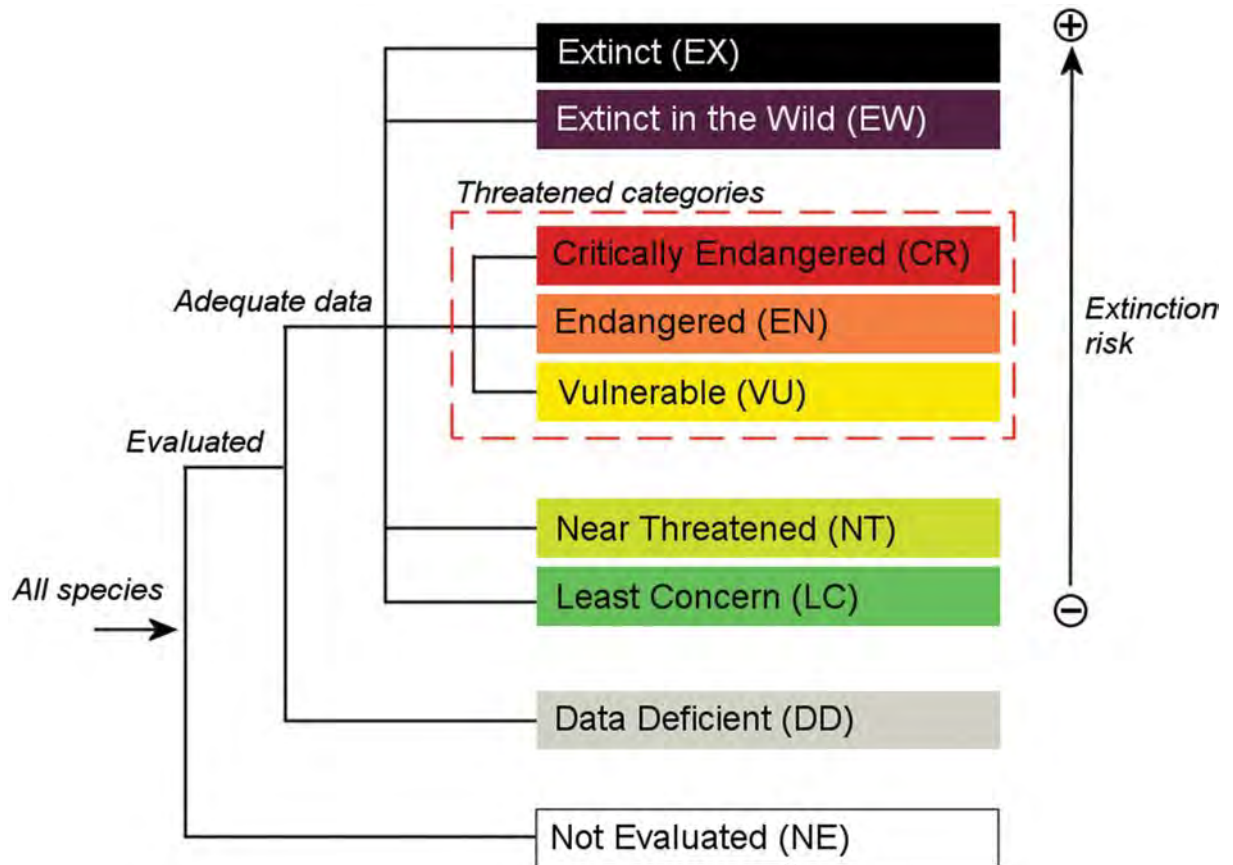 Extinct (EX)
Extinct in the Wild (EW)
Threatened categories
Critically Endangered (CR)
Adequate data
Endangered (EN)
Extinction
risk
Vulnerable (VU)
Evaluated
Near Threatened (NT)
All species
Least Concern (LC)
Data Deficient (DD)
Not Evaluated (NE)